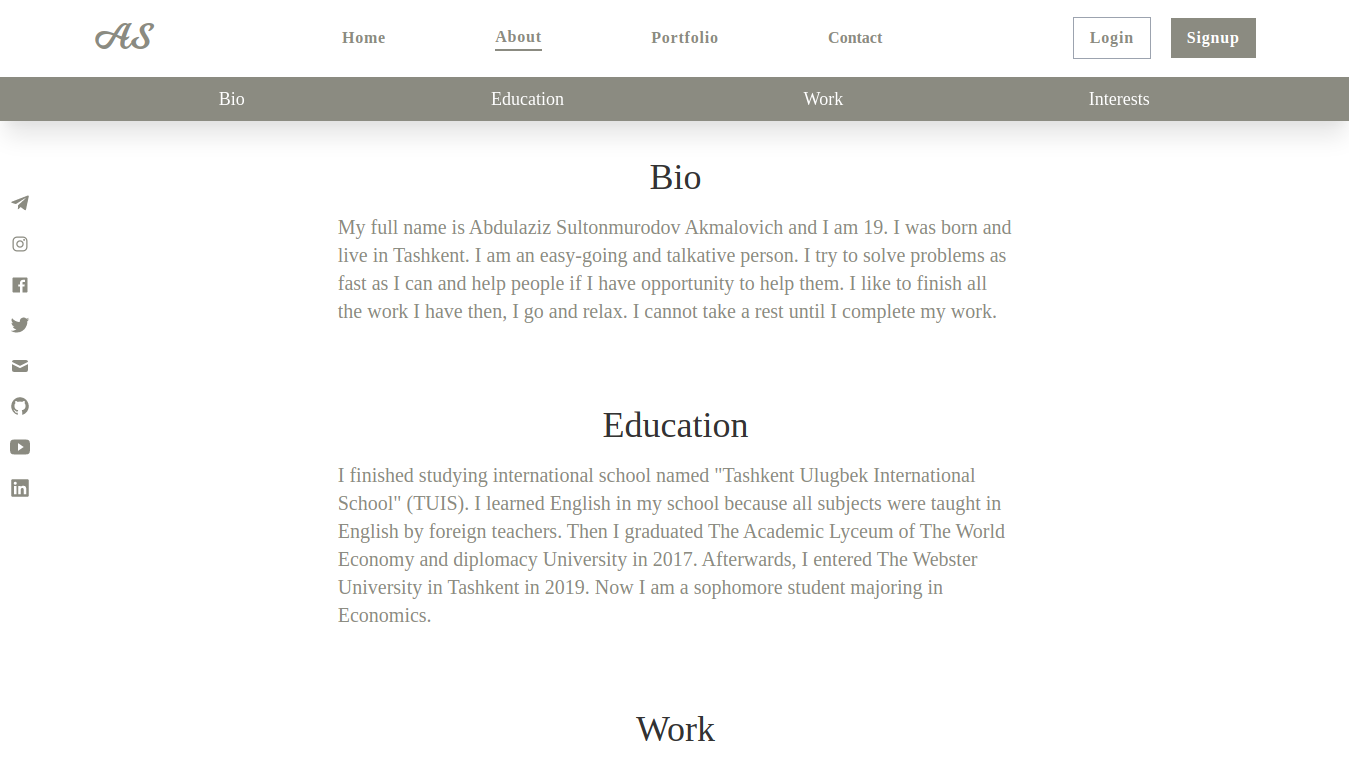 AS
Home
About
Portfolio
Contact
Login
Signup
Bio
Education
Work
Interests
Bio
My full name is Abdulaziz Sultonmurodov Akmalovich and I am 19. I was born and
live in Tashkent. I am an easy-going and talkative person. I try to solve problems as
fast as I can and help people if I have opportunity to help them. I like to finish all
the work I have then, I go and relax. I cannot take a rest until I complete my work.
Education
I finished studying international school named "Tashkent Ulugbek International
School" (TUIS). I learned English in my school because all subjects were taught in
English by foreign teachers. Then I graduated The Academic Lyceum of The World
Economy and diplomacy University in 2017. Afterwards, I entered The Webster
University in Tashkent in 2019. Now I am a sophomore student majoring in
Economics.
Work